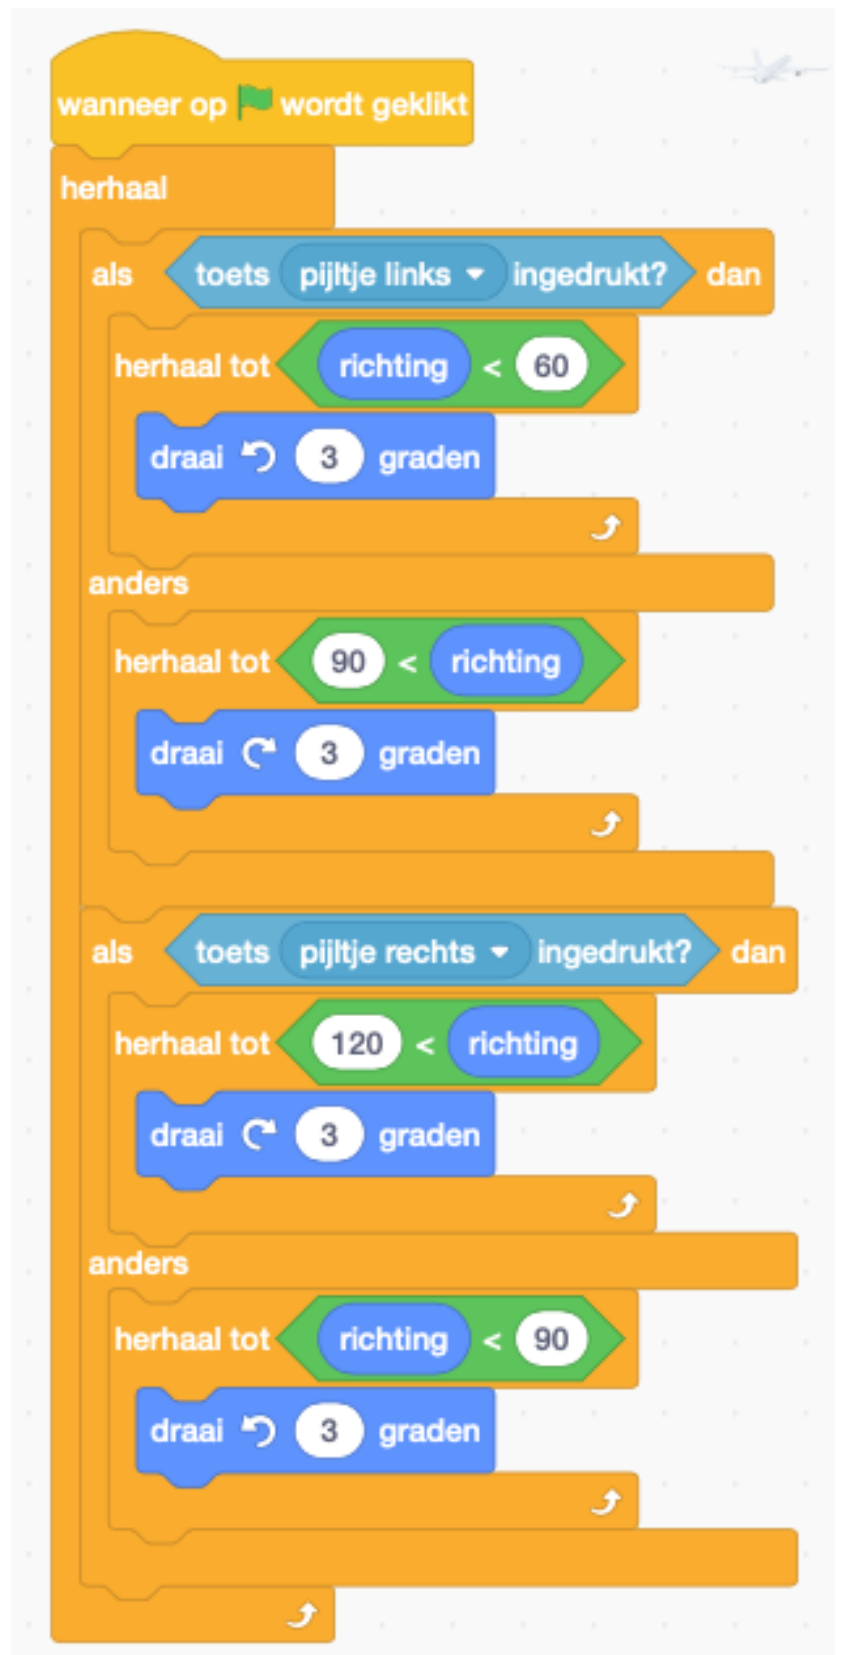 wanneer op wordt geklikt
herhaal
als toets pijltje links ingedrukt? dan
herhaal tot richting < 60
draai 3 graden
anders
herhaal tot 90 < richting
draai 3 graden
als toets pijltje rechts ingedrukt? dan
herhaal tot 120 < richting
draai 3 graden
anders
herhaal tot richting < 90
draai 3 graden